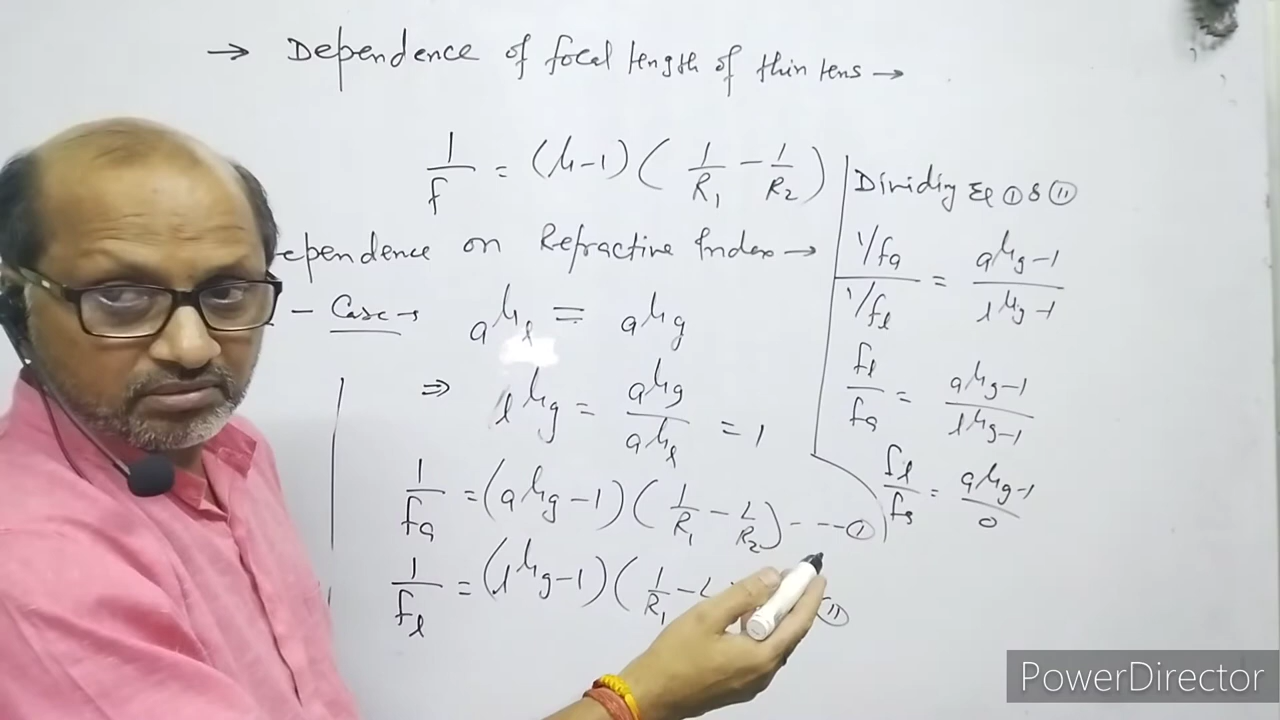 → Dependence of focal length of thin lens →
1/f = (μ-1) ( 1/R₁ - 1/R₂ )
ependence on Refractive Index →
- Case → aμl = aμg
⇒ lμg = aμg/aμl = 1
1/fa = (aμg - 1) ( 1/R₁ - 1/R₂ ) - - - ①
1/fl = (lμg - 1) ( 1/R₁ - 1 ⑪
Dividing Eq ① & ⑪
(1/fa)/(1/fl) = (aμg - 1)/(lμg - 1)
fl/fa = (aμg - 1)/(lμg - 1)
fl/fa = (aμg - 1)/0
PowerDirector